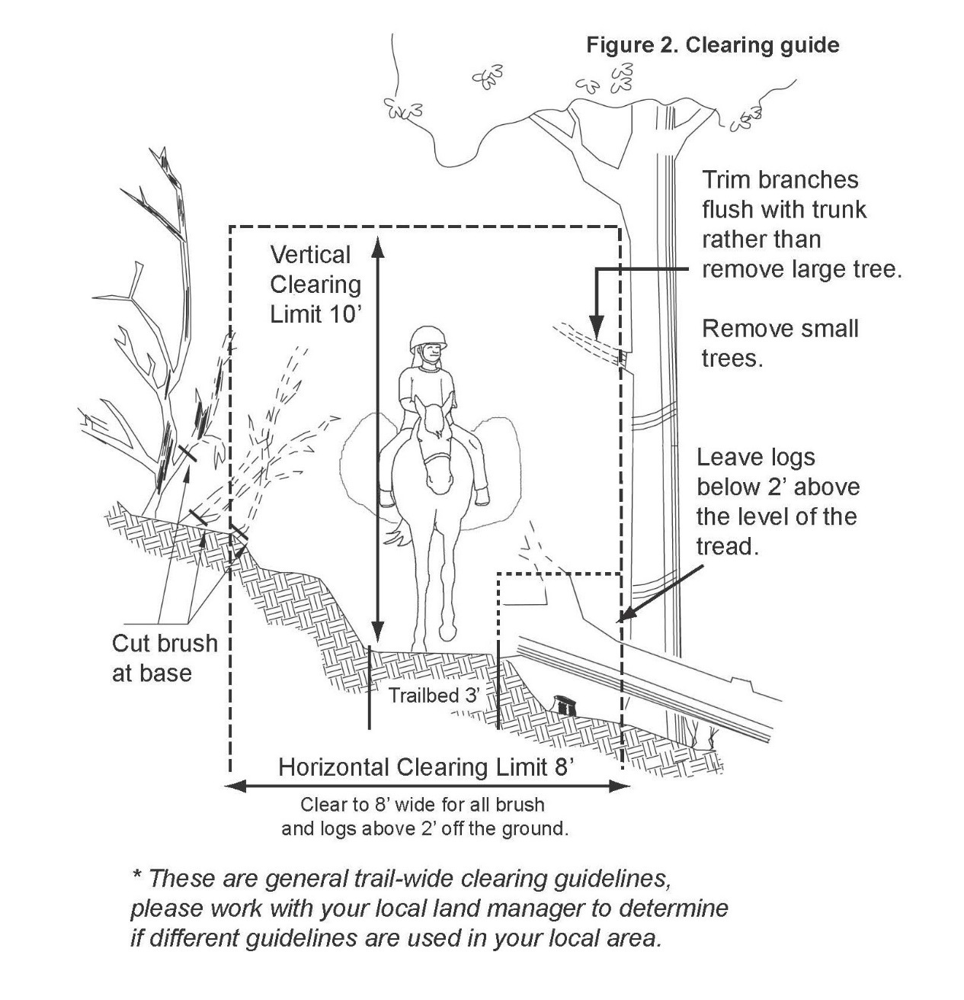 Figure 2. Clearing guide
Trim branches
flush with trunk
rather than
remove large tree.
Remove small
trees.
Vertical
Clearing
Limit 10’
Leave logs
below 2’ above
the level of the
tread.
Cut brush
at base
Trailbed 3’
Horizontal Clearing Limit 8’
Clear to 8’ wide for all brush
and logs above 2’ off the ground.
* These are general trail-wide clearing guidelines,
please work with your local land manager to determine
if different guidelines are used in your local area.